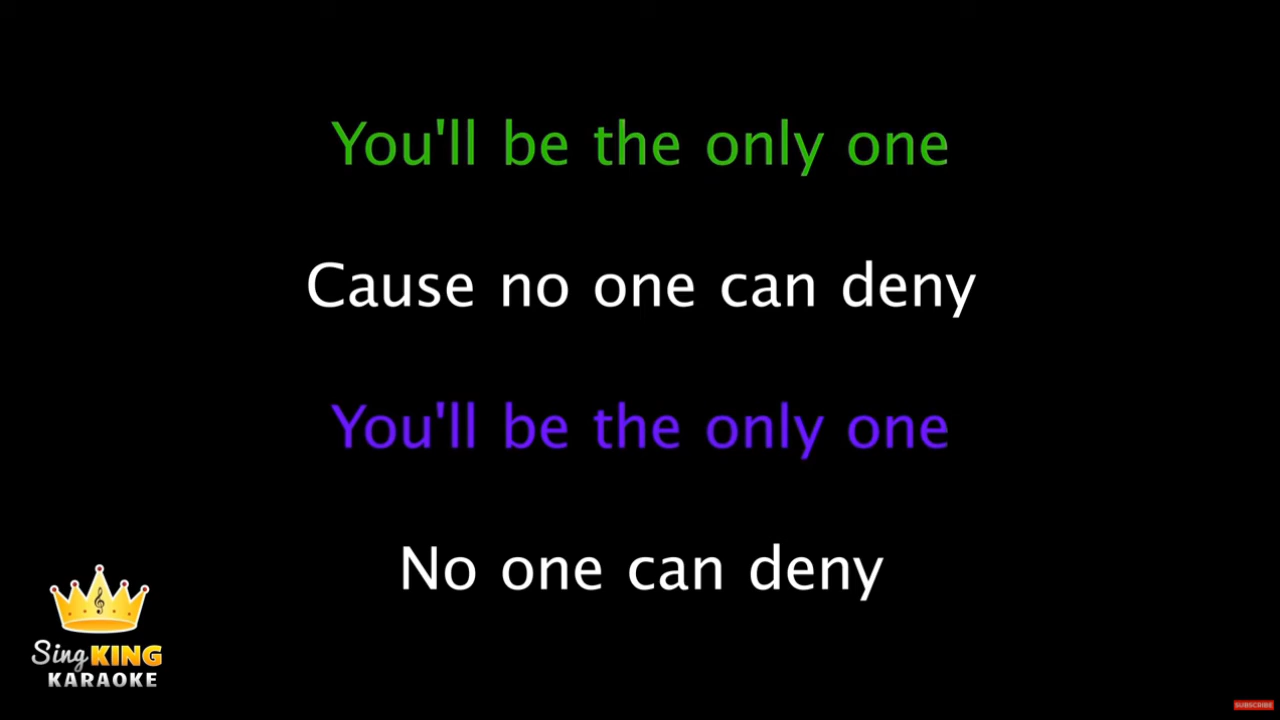 You'll be the only one
Cause no one can deny
You'll be the only one
No one can deny
Sing KING
KARAOKE
SUBSCRIBE